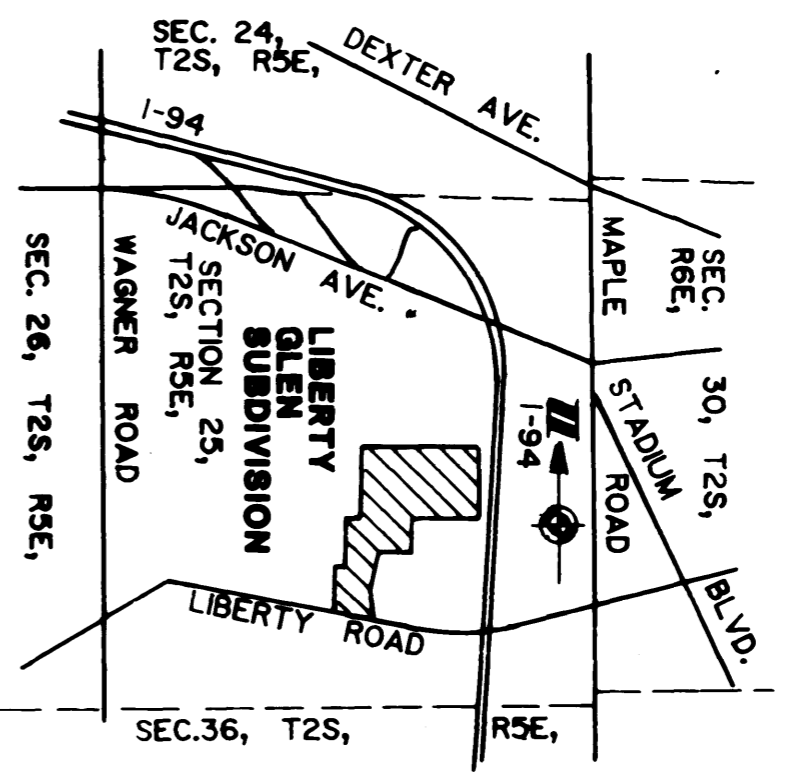 SEC. 24,
T2S, R5E,
DEXTER AVE.
I-94
JACKSON AVE.
WAGNER ROAD
SEC. 26, T2S, R5E,
SECTION 25,
T2S, R5E,
LIBERTY
GLEN
SUBDIVISION
MAPLE ROAD
SEC. 30, T2S,
R6E,
STADIUM BLVD.
I-94
LIBERTY ROAD
SEC.36, T2S, R5E,